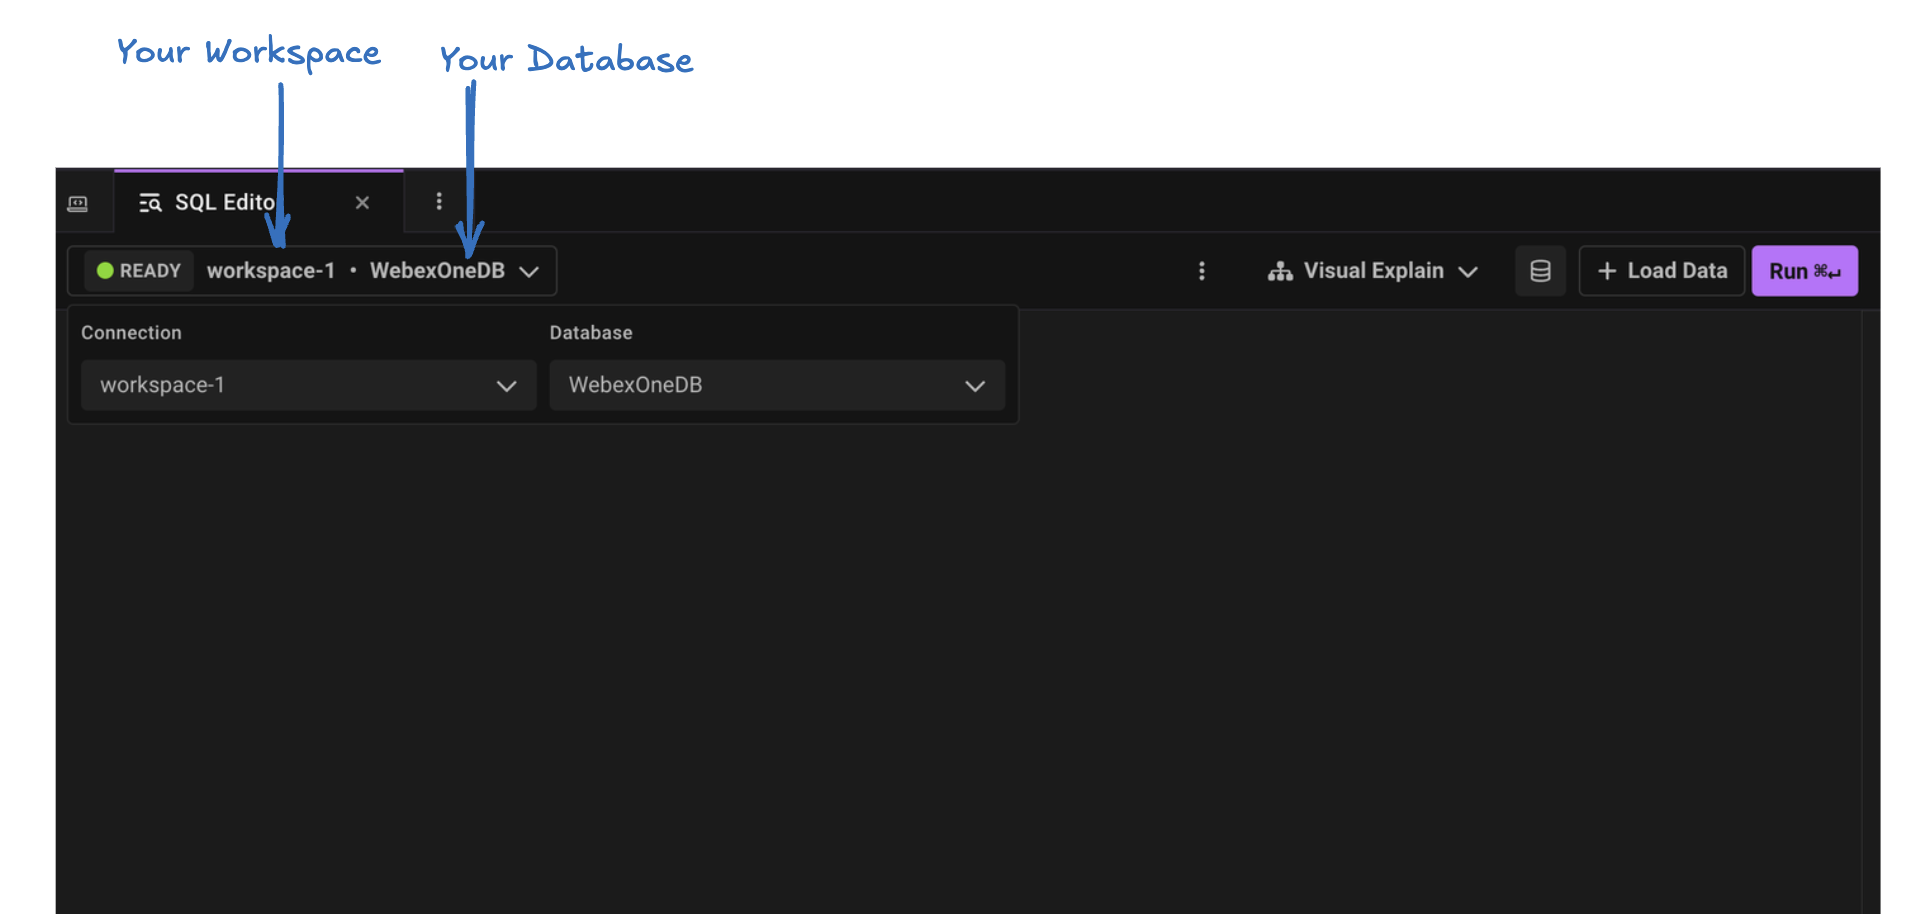 Your Workspace
Your Database
SQL Edito
READY workspace-1 • WebexOneDB
Visual Explain
+ Load Data
Run ⌘↵
Connection
Database
workspace-1
WebexOneDB